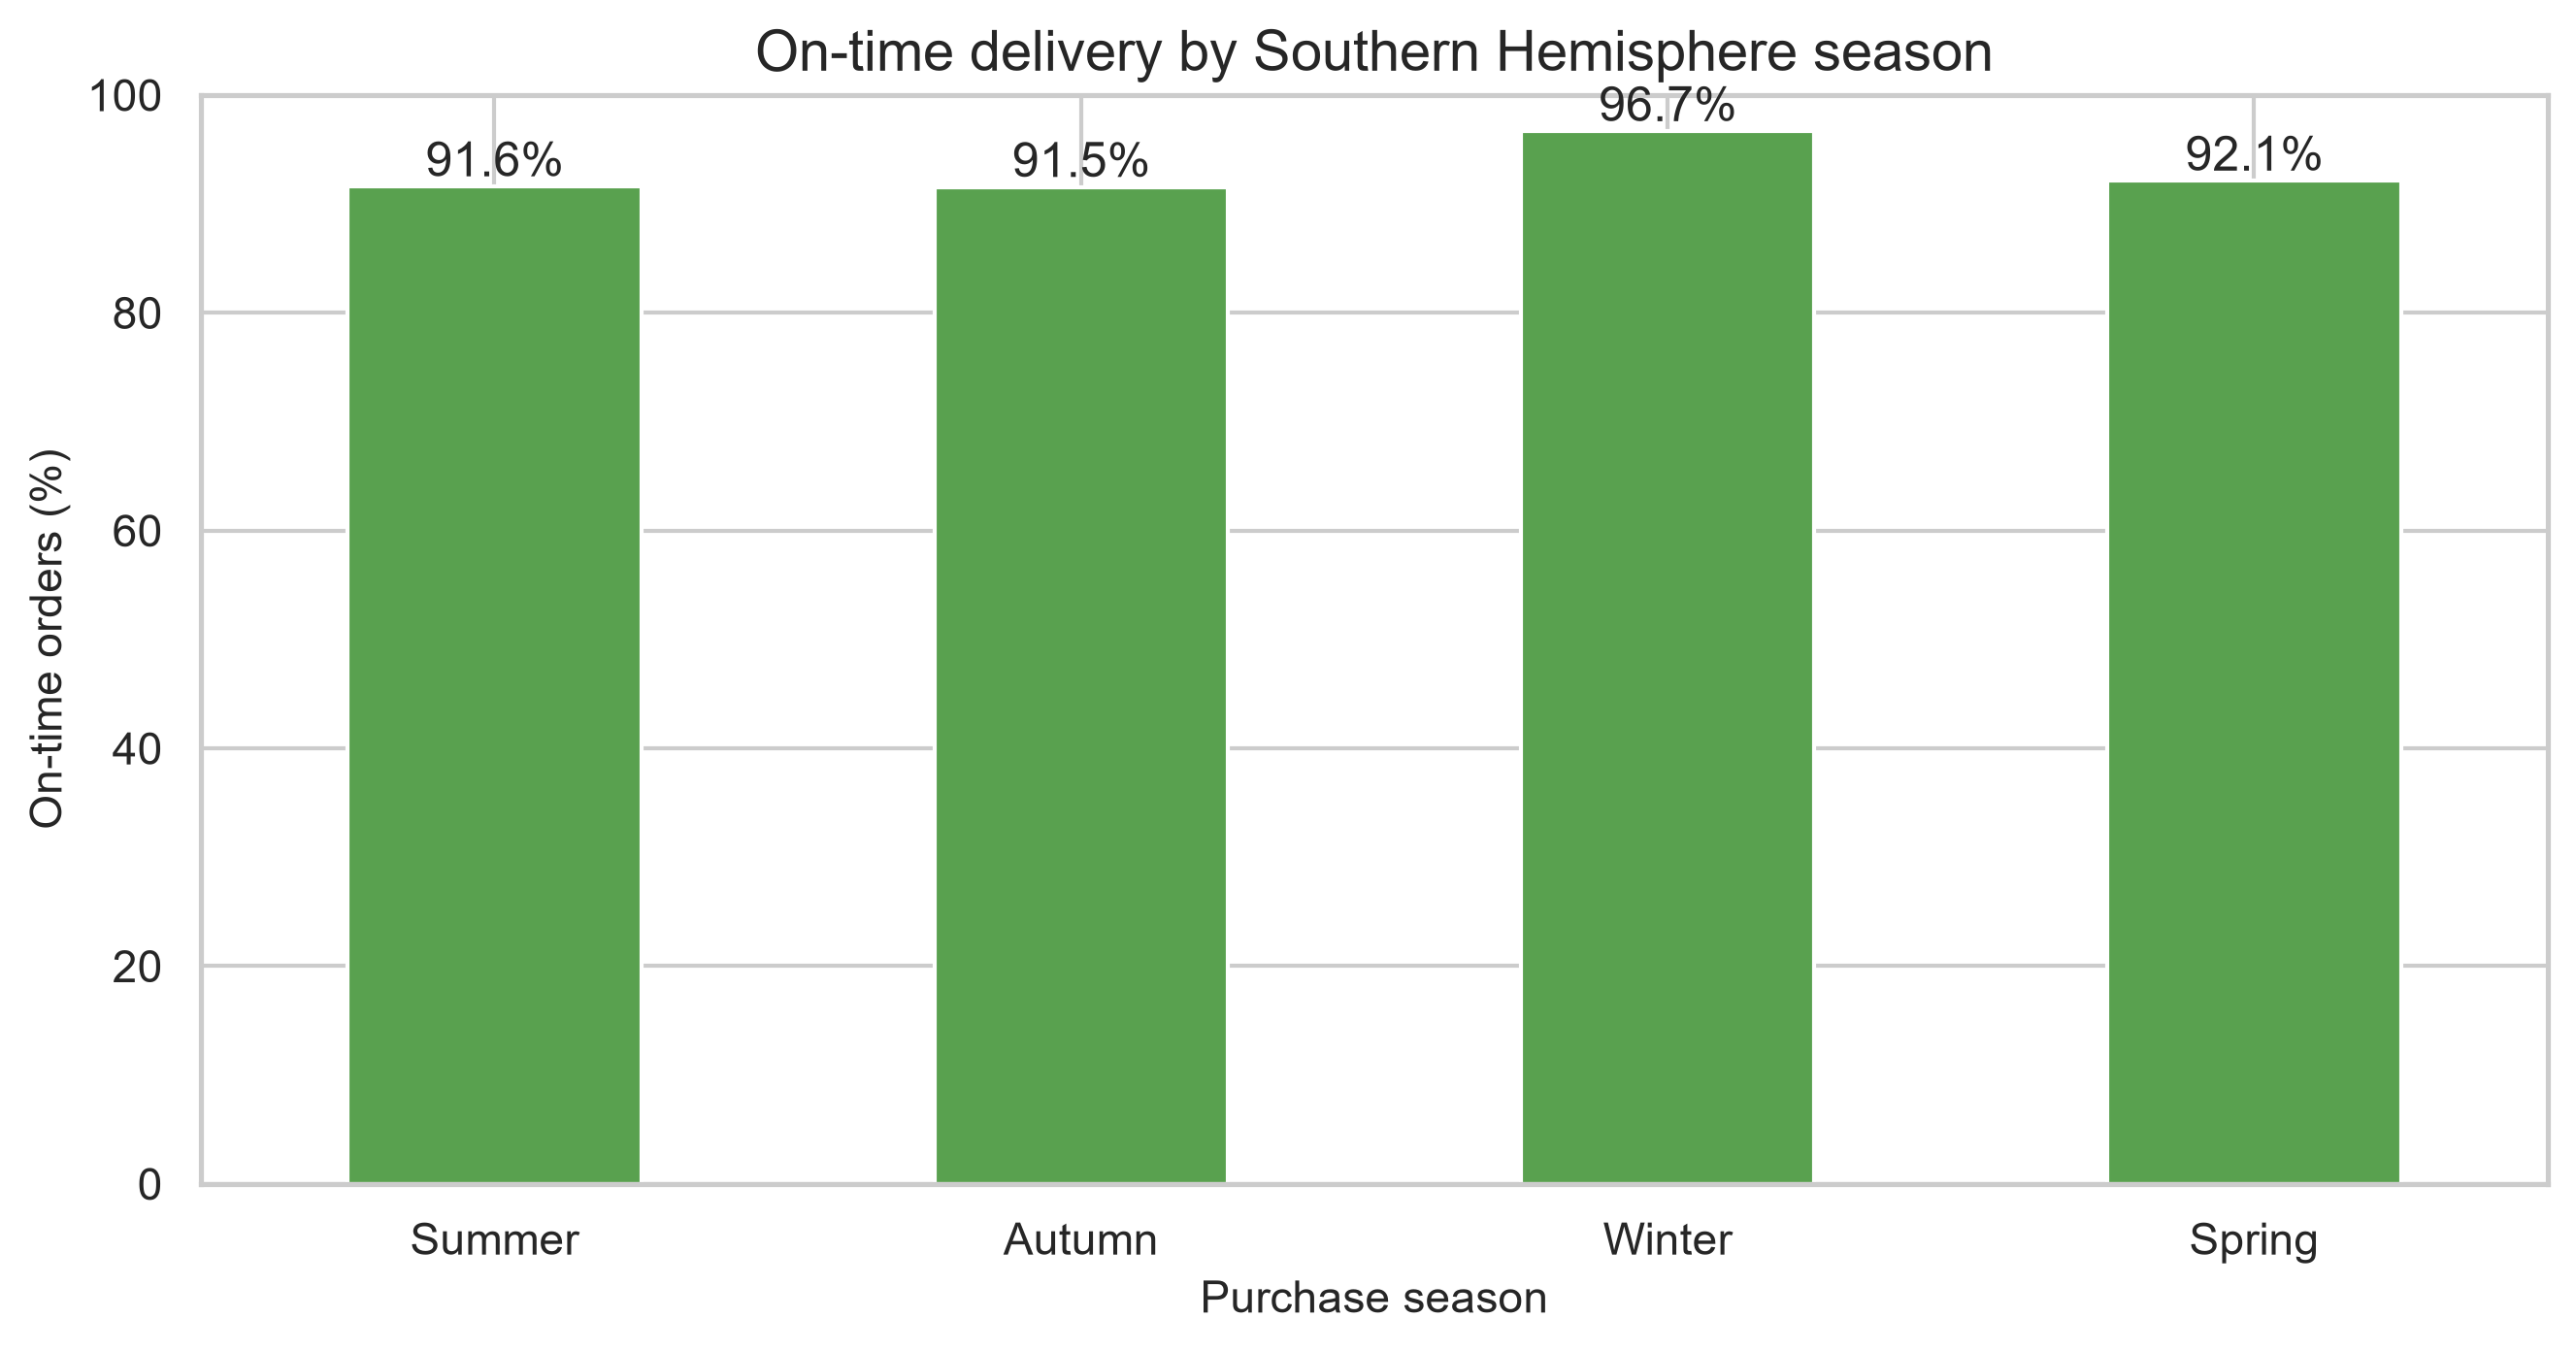 On-time delivery by Southern Hemisphere season
On-time orders (%)
100
80
60
40
20
0
91.6%
91.5%
96.7%
92.1%
Summer
Autumn
Winter
Spring
Purchase season